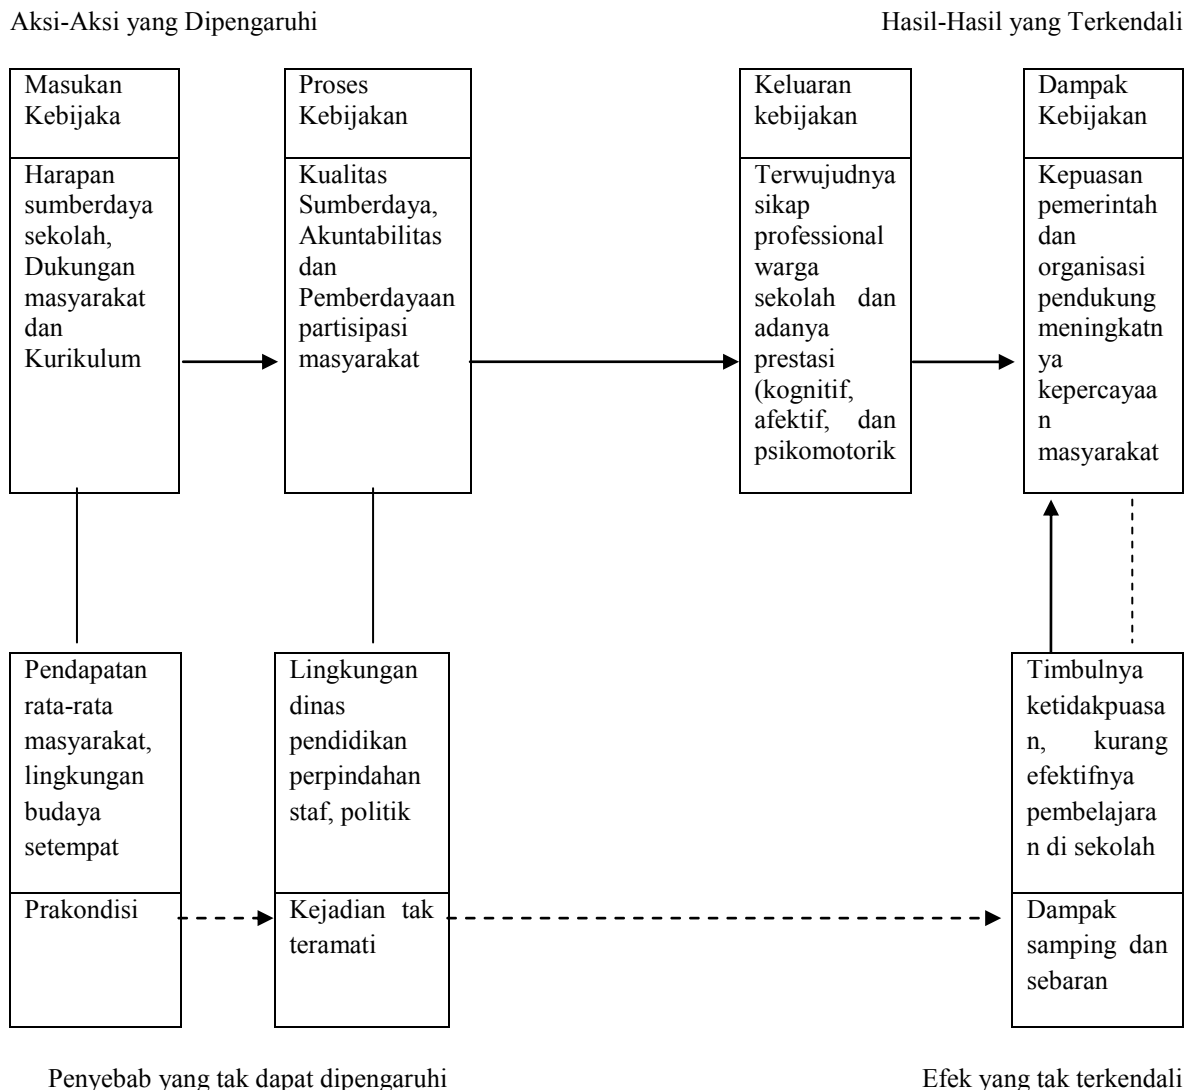 Aksi-Aksi yang Dipengaruhi
Hasil-Hasil yang Terkendali
Masukan
Kebijaka
Harapan
sumberdaya
sekolah,
Dukungan
masyarakat
dan
Kurikulum
Proses
Kebijakan
Kualitas
Sumberdaya,
Akuntabilitas
dan
Pemberdayaan
partisipasi
masyarakat
Keluaran
kebijakan
Terwujudnya
sikap
professional
warga
sekolah dan
adanya
prestasi
(kognitif,
afektif, dan
psikomotorik
Dampak
Kebijakan
Kepuasan
pemerintah
dan
organisasi
pendukung
meningkatn
ya
kepercayaa
n
masyarakat
Pendapatan
rata-rata
masyarakat,
lingkungan
budaya
setempat
Prakondisi
Lingkungan
dinas
pendidikan
perpindahan
staf, politik
Kejadian tak
teramati
Timbulnya
ketidakpuasa
n, kurang
efektifnya
pembelajara
n di sekolah
Dampak
samping dan
sebaran
Penyebab yang tak dapat dipengaruhi
Efek yang tak terkendali